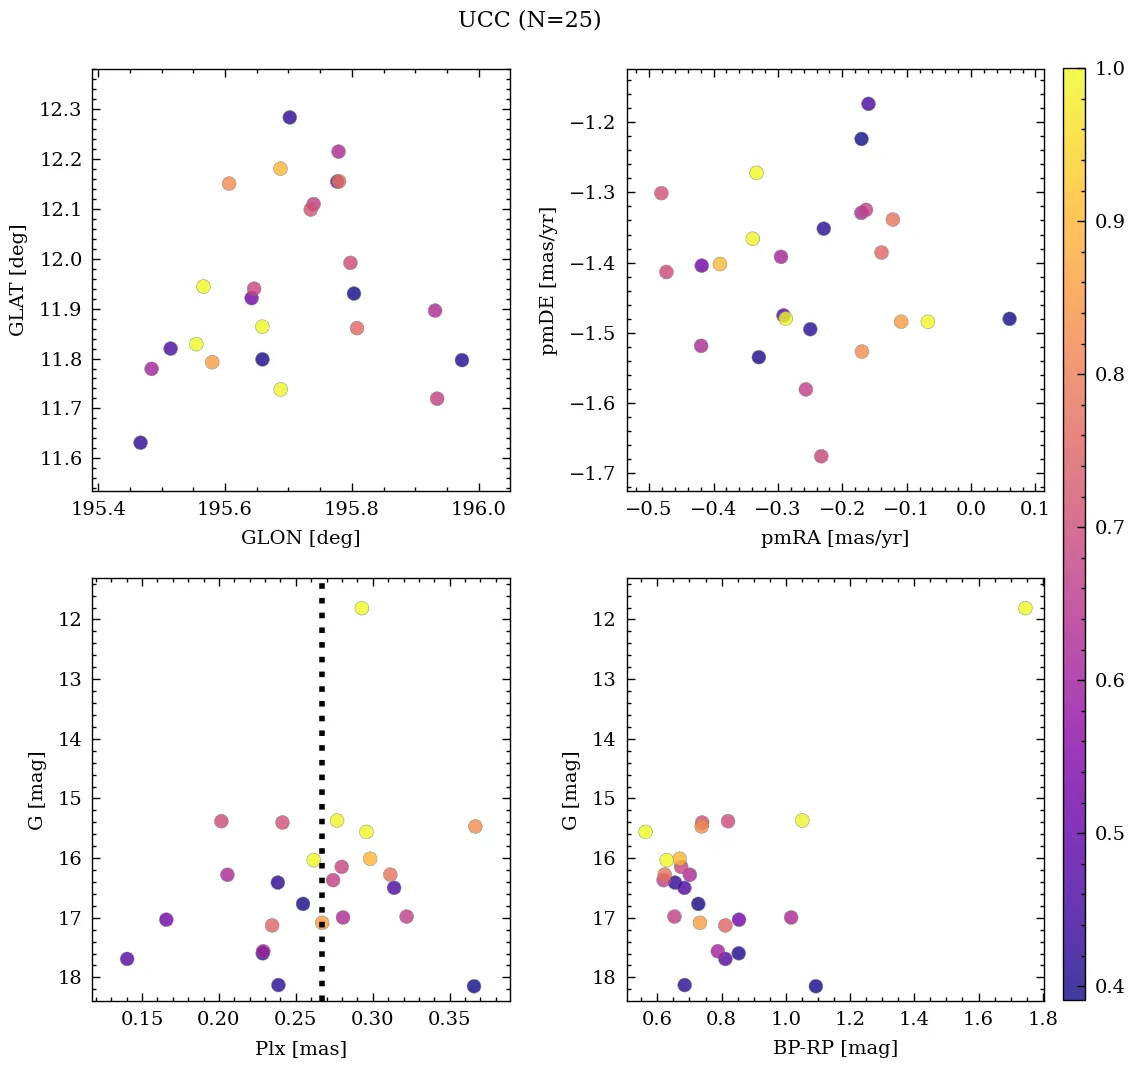 UCC (N=25)
12.3
12.2
12.1
12.0
11.9
11.8
11.7
11.6
GLAT [deg]
195.4 195.6 195.8 196.0
GLON [deg]
−1.2
−1.3
−1.4
−1.5
−1.6
−1.7
pmDE [mas/yr]
−0.5 −0.4 −0.3 −0.2 −0.1 0.0 0.1
pmRA [mas/yr]
12
13
14
15
16
17
18
G [mag]
0.15 0.20 0.25 0.30 0.35
Plx [mas]
12
13
14
15
16
17
18
G [mag]
0.6 0.8 1.0 1.2 1.4 1.6 1.8
BP-RP [mag]
1.0
0.9
0.8
0.7
0.6
0.5
0.4